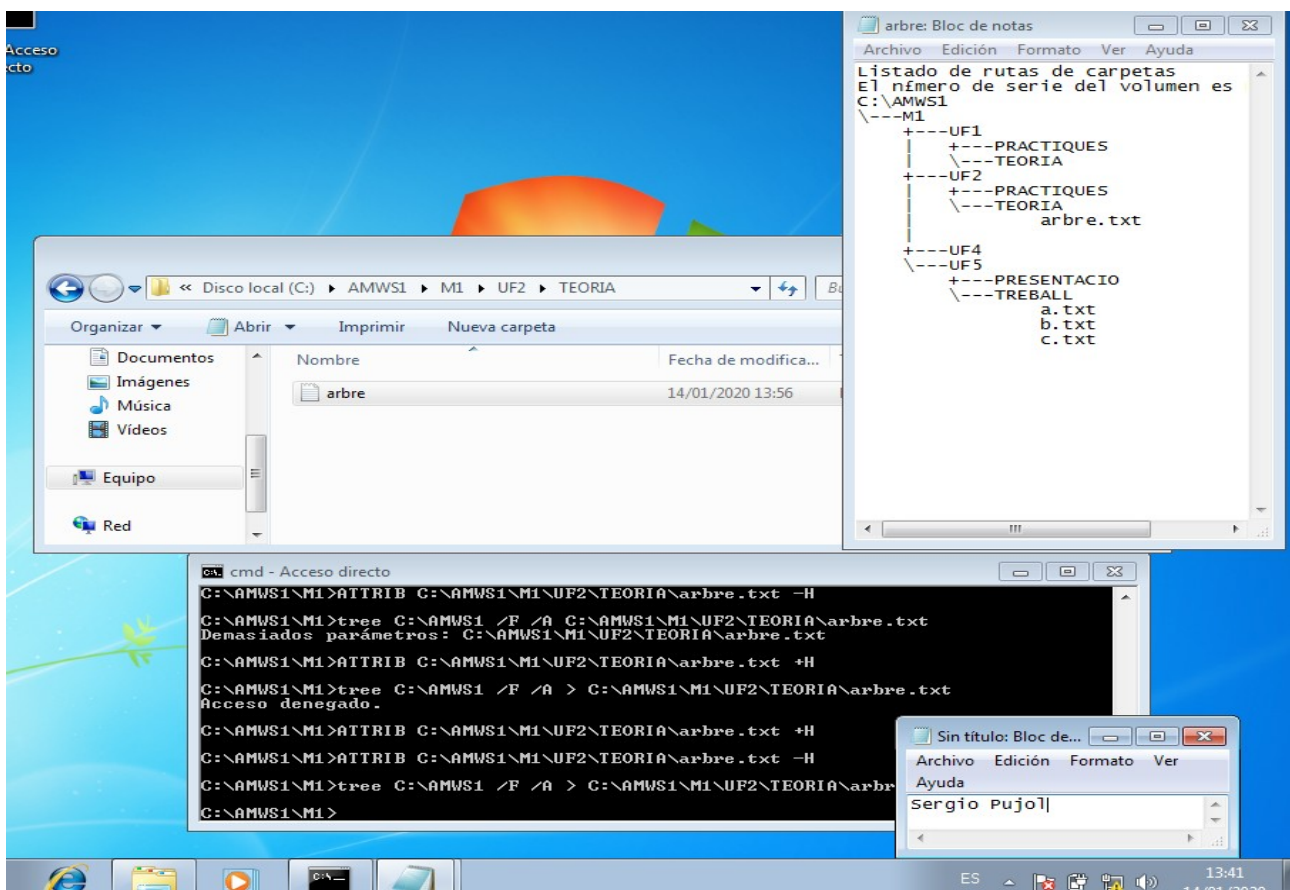 Acceso
cto
arbre: Bloc de notas
Archivo Edición Formato Ver Ayuda
Listado de rutas de carpetas
El nfmero de serie del volumen es
C:\AMWS1
\---M1
    +---UF1
    |   +---PRACTIQUES
    |   \---TEORIA
    +---UF2
    |   +---PRACTIQUES
    |   \---TEORIA
    |           arbre.txt
    |
    +---UF4
    \---UF5
        +---PRESENTACIO
        \---TREBALL
                a.txt
                b.txt
                c.txt
« Disco local (C:) ▸ AMWS1 ▸ M1 ▸ UF2 ▸ TEORIA
Organizar Abrir Imprimir Nueva carpeta
Documentos
Imágenes
Música
Vídeos
Equipo
Red
Nombre Fecha de modifica...
arbre 14/01/2020 13:56
cmd - Acceso directo
C:\AMWS1\M1>ATTRIB C:\AMWS1\M1\UF2\TEORIA\arbre.txt -H
C:\AMWS1\M1>tree C:\AMWS1 /F /A C:\AMWS1\M1\UF2\TEORIA\arbre.txt
Demasiados parámetros: C:\AMWS1\M1\UF2\TEORIA\arbre.txt
C:\AMWS1\M1>ATTRIB C:\AMWS1\M1\UF2\TEORIA\arbre.txt +H
C:\AMWS1\M1>tree C:\AMWS1 /F /A > C:\AMWS1\M1\UF2\TEORIA\arbre.txt
Acceso denegado.
C:\AMWS1\M1>ATTRIB C:\AMWS1\M1\UF2\TEORIA\arbre.txt +H
C:\AMWS1\M1>ATTRIB C:\AMWS1\M1\UF2\TEORIA\arbre.txt -H
C:\AMWS1\M1>tree C:\AMWS1 /F /A > C:\AMWS1\M1\UF2\TEORIA\arbr
C:\AMWS1\M1>
Sin título: Bloc de...
Archivo Edición Formato Ver
Ayuda
Sergio Pujol
ES
13:41
14/01/2020